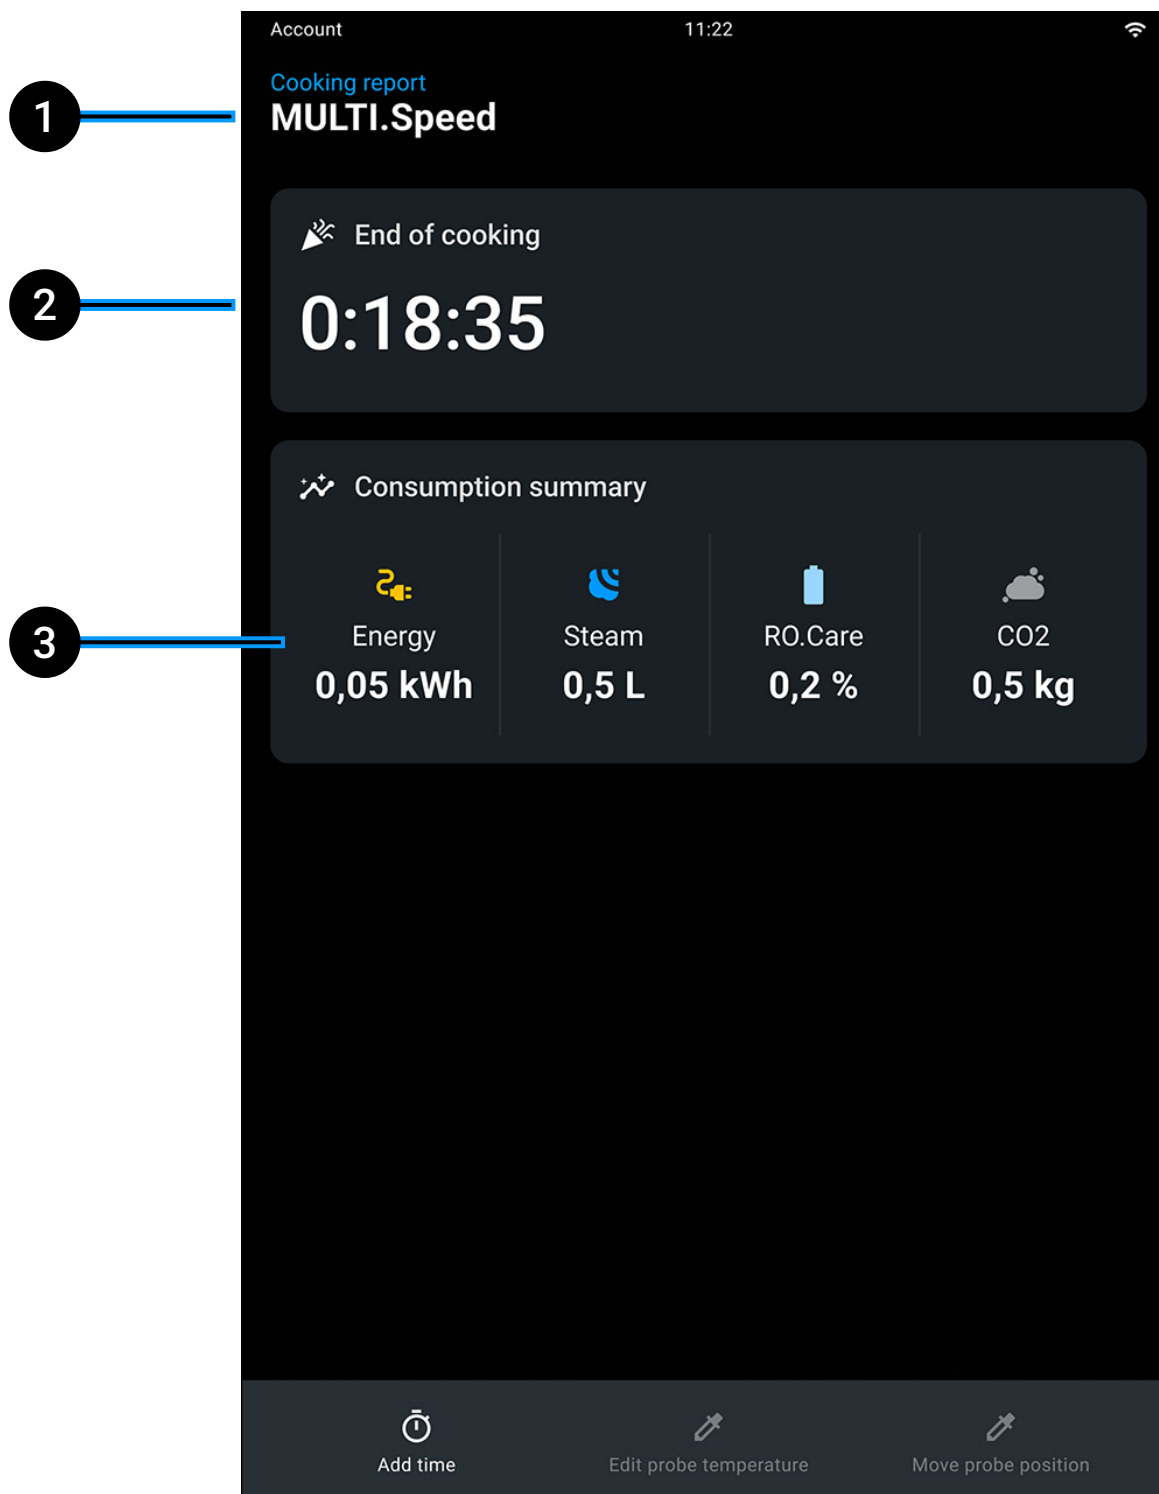 Account
11:22
Cooking report
1
MULTI.Speed
End of cooking
2
0:18:35
Consumption summary
3
Energy
Steam
RO.Care
CO2
0,05 kWh
0,5 L
0,2 %
0,5 kg
Add time
Edit probe temperature
Move probe position